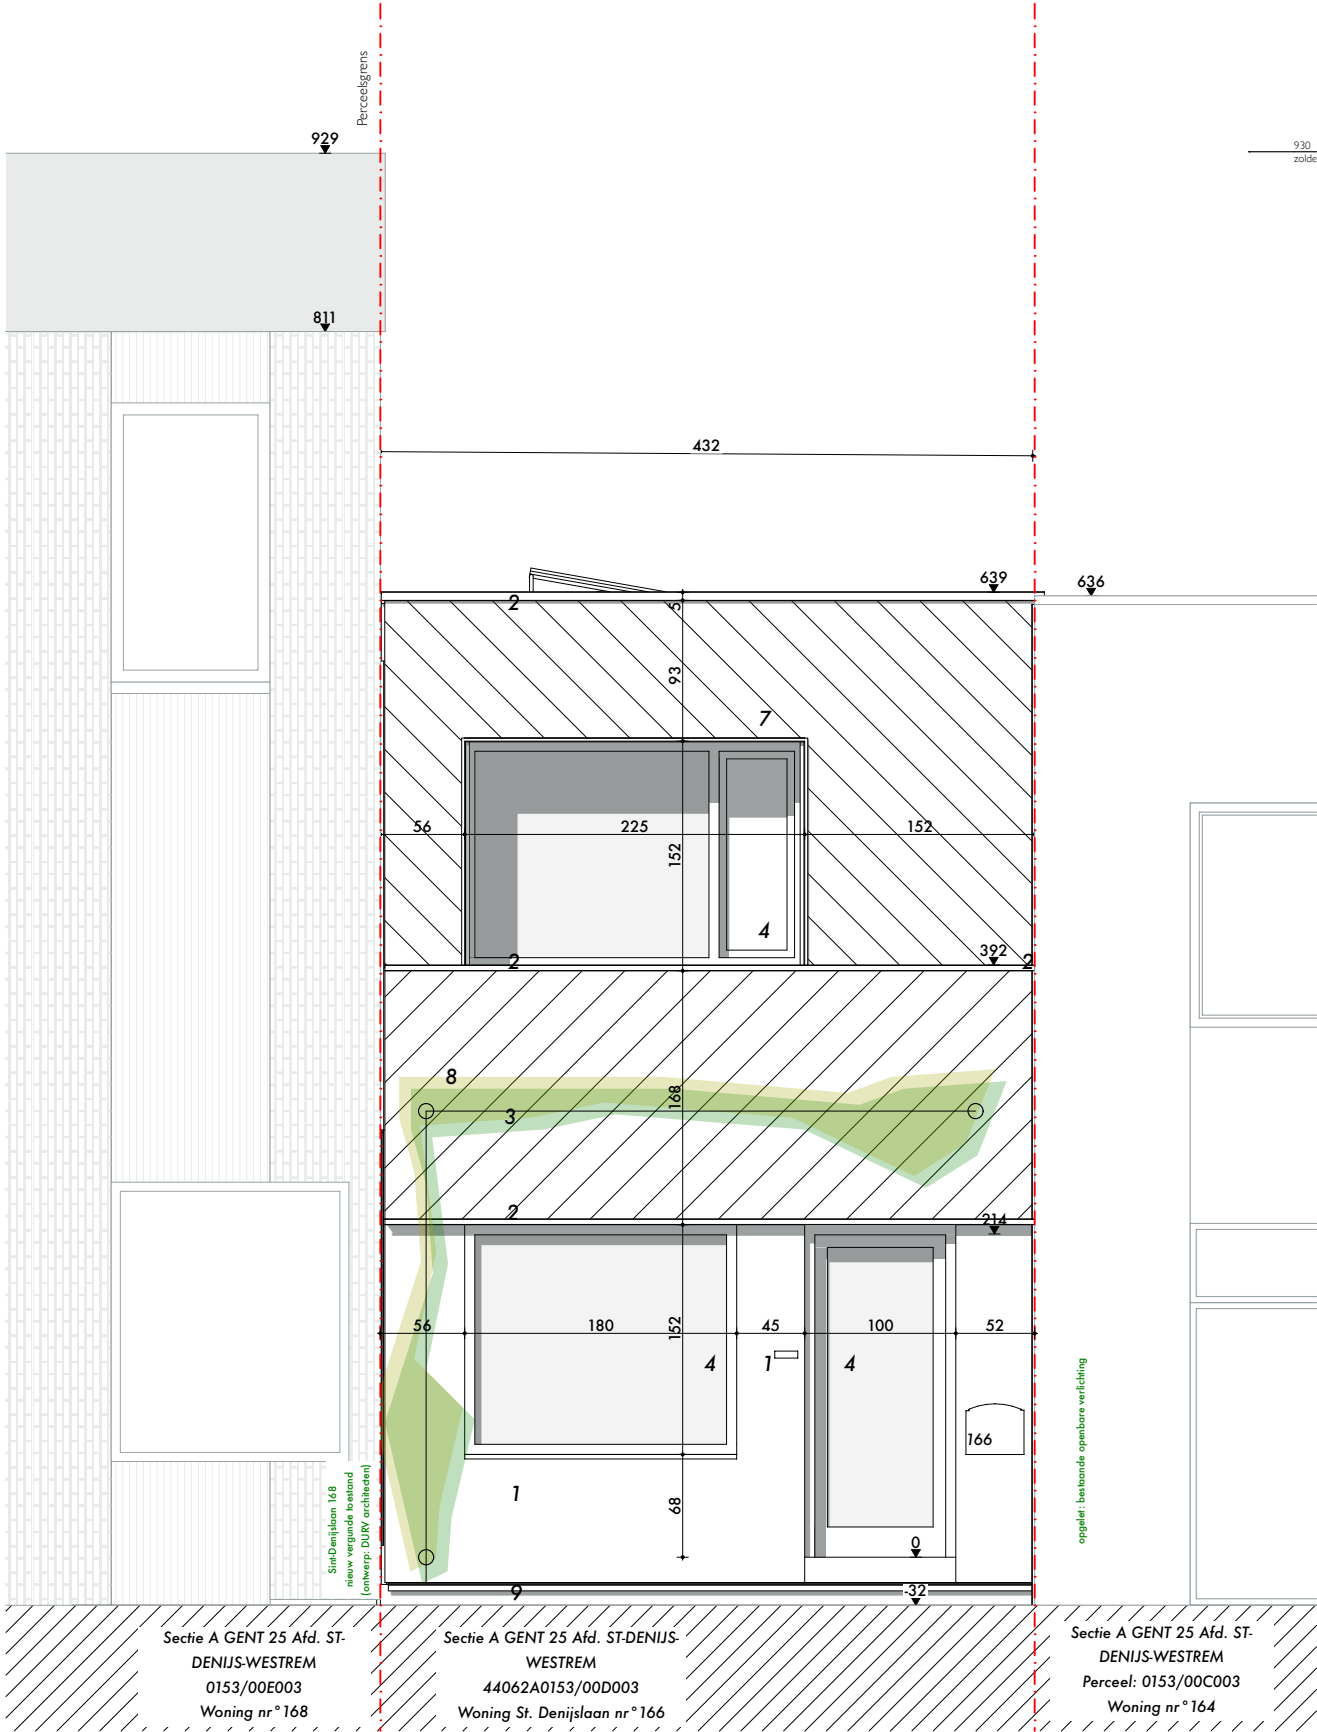 Perceelsgrens
929
930
zolde
811
432
639
636
2
5
93
7
56
225
152
152
4
392
2
2
8
168
3
2
214
56
180
152
45
100
52
4
1
4
166
1
68
0
9
-32
Sint-Denijslaan 168
nieuw vergunde toestand
(ontwerp: DURV architecten)
opgelet: bestaande openbare verlichting
Sectie A GENT 25 Afd. ST-
DENIJS-WESTREM
0153/00E003
Woning nr° 168
Sectie A GENT 25 Afd. ST-DENIJS-
WESTREM
44062A0153/00D003
Woning St. Denijslaan nr° 166
Sectie A GENT 25 Afd. ST-
DENIJS-WESTREM
Perceel: 0153/00C003
Woning nr° 164